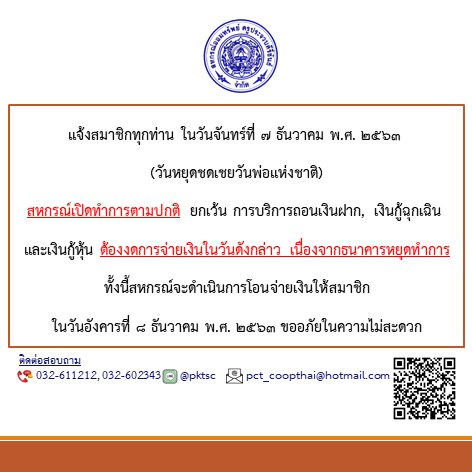 สหกรณ์ออมทรัพย์ ครูประจวบคีรีขันธ์
จำกัด
แจ้งสมาชิกทุกท่าน ในวันจันทร์ที่ ๗ ธันวาคม พ.ศ. ๒๕๖๓
(วันหยุดชดเชยวันพ่อแห่งชาติ)
สหกรณ์เปิดทำการตามปกติ ยกเว้น การบริการถอนเงินฝาก, เงินกู้ฉุกเฉิน
และเงินกู้หุ้น ต้องงดการจ่ายเงินในวันดังกล่าว เนื่องจากธนาคารหยุดทำการ
ทั้งนี้สหกรณ์จะดำเนินการโอนจ่ายเงินให้สมาชิก
ในวันอังคารที่ ๘ ธันวาคม พ.ศ. ๒๕๖๓ ขออภัยในความไม่สะดวก
ติดต่อสอบถาม
032-611212, 032-602343 @pktsc pct_coopthai@hotmail.com